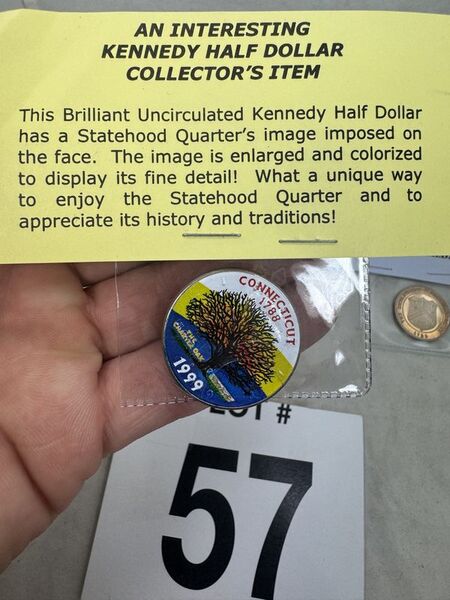 AN INTERESTING
KENNEDY HALF DOLLAR
COLLECTOR'S ITEM
This Brilliant Uncirculated Kennedy Half Dollar
has a Statehood Quarter's image imposed on
the face. The image is enlarged and colorized
to display its fine detail! What a unique way
to enjoy the Statehood Quarter and to
appreciate its history and traditions!
CONNECTICUT
1788
THE
CHARTER OAK
1999
LOT #
57